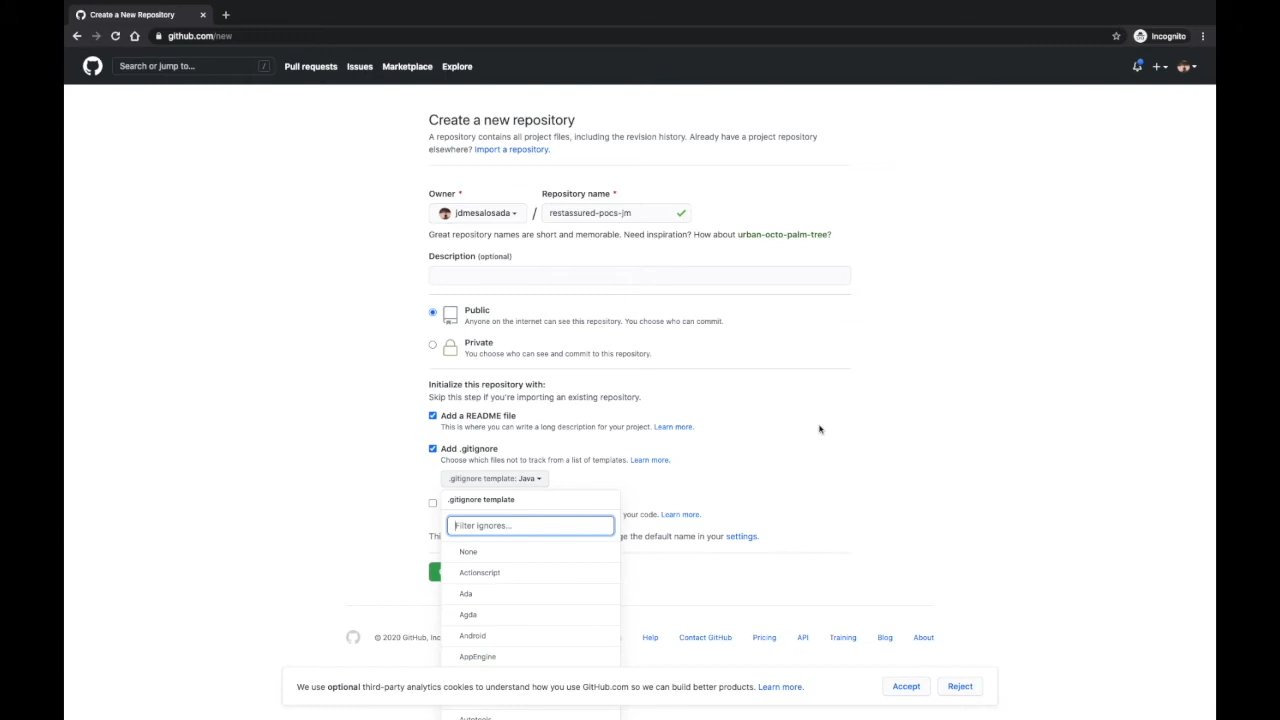 Create a New Repository
github.com/new
Incognito
Search or jump to... /
Pull requests Issues Marketplace Explore
Create a new repository
A repository contains all project files, including the revision history. Already have a project repository
elsewhere? Import a repository.
Owner * Repository name *
jdmesalosada / restassured-pocs-jm
Great repository names are short and memorable. Need inspiration? How about urban-octo-palm-tree?
Description (optional)
Public
Anyone on the internet can see this repository. You choose who can commit.
Private
You choose who can see and commit to this repository.
Initialize this repository with:
Skip this step if you're importing an existing repository.
Add a README file
This is where you can write a long description for your project. Learn more.
Add .gitignore
Choose which files not to track from a list of templates. Learn more.
.gitignore template: Java
.gitignore template
Filter ignores...
your code. Learn more.
the default name in your settings.
None
Actionscript
Ada
Agda
Android
AppEngine
© 2020 GitHub, Inc
Help Contact GitHub Pricing API Training Blog About
We use optional third-party analytics cookies to understand how you use GitHub.com so we can build better products. Learn more.
Accept Reject